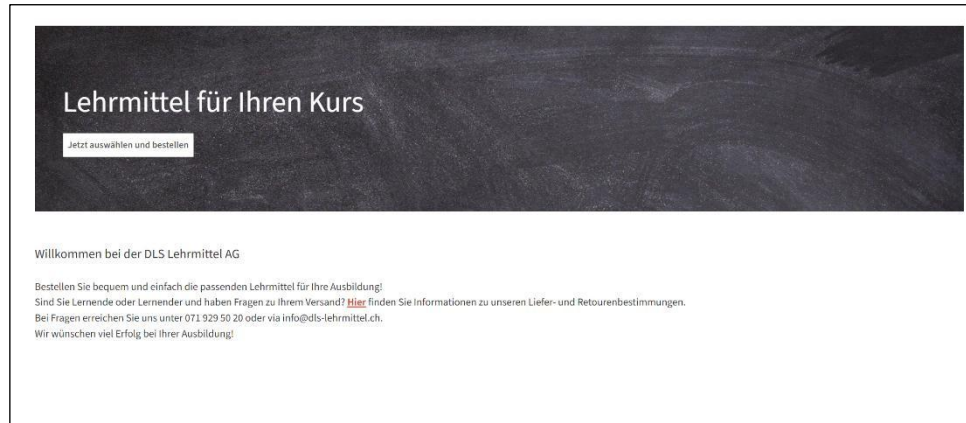 Lehrmittel für Ihren Kurs
Jetzt auswählen und bestellen
Willkommen bei der DLS Lehrmittel AG
Bestellen Sie bequem und einfach die passenden Lehrmittel für Ihre Ausbildung!
Sind Sie Lernende oder Lernender und haben Fragen zu Ihrem Versand? Hier finden Sie Informationen zu unseren Liefer- und Retourenbestimmungen.
Bei Fragen erreichen Sie uns unter 071 929 50 20 oder via info@dls-lehrmittel.ch.
Wir wünschen viel Erfolg bei Ihrer Ausbildung!